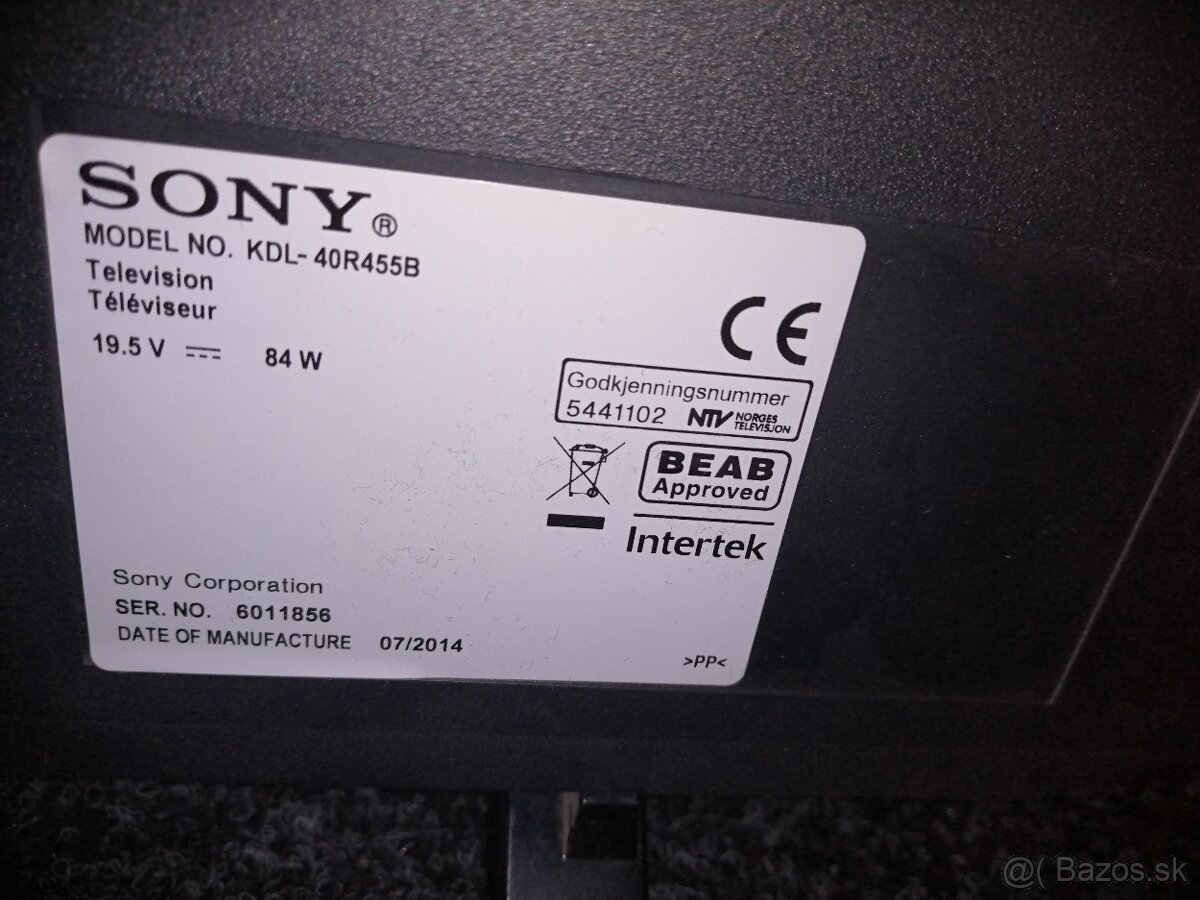 SONY®
MODEL NO. KDL-40R455B
Television
Téléviseur
19.5 V 84 W
CE
Godkjenningsnummer
5441102 NTV NORGES TELEVISJON
BEAB
Approved
Intertek
Sony Corporation
SER. NO. 6011856
DATE OF MANUFACTURE 07/2014
>PP<
@( Bazos.sk